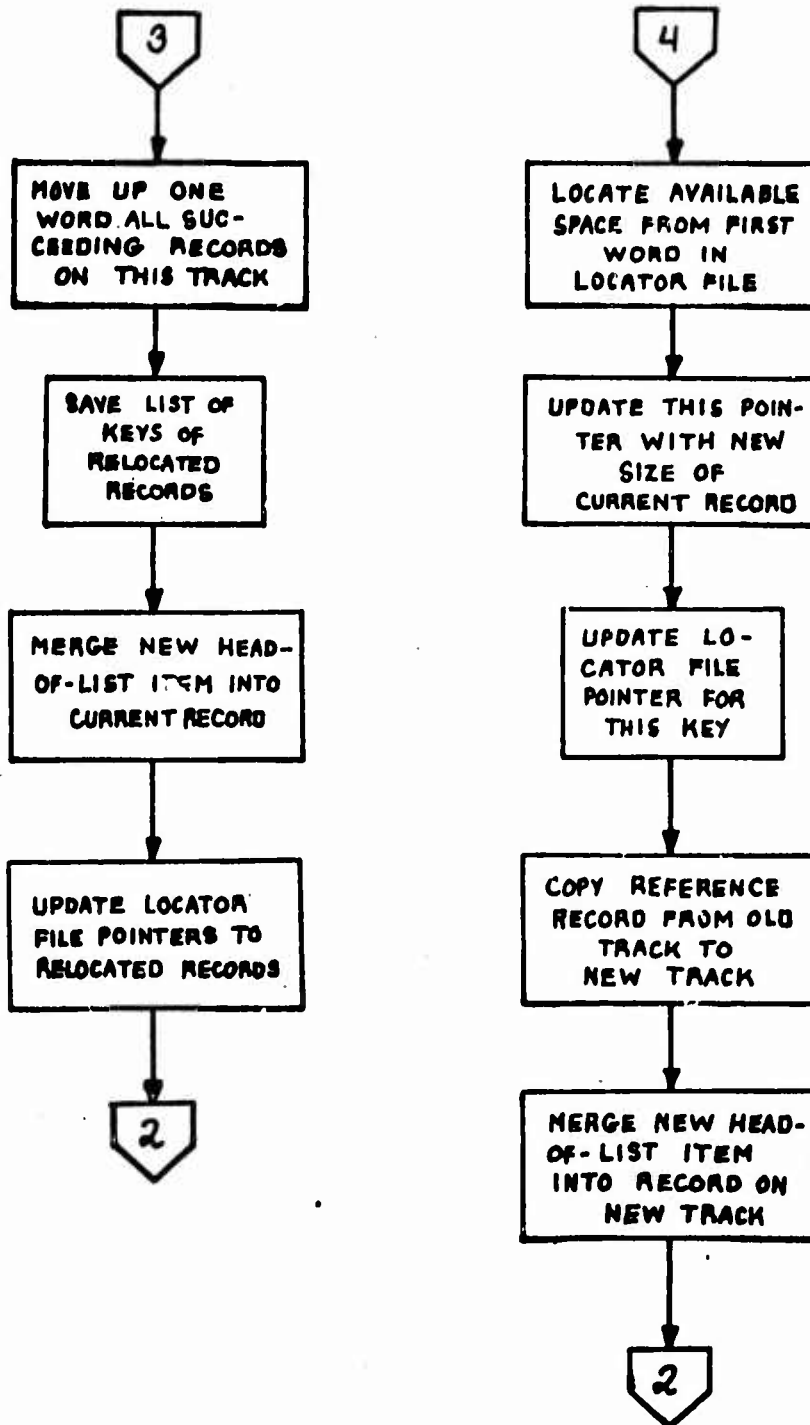 3
MOVE UP ONE
WORD ALL SUC-
CEEDING RECORDS
ON THIS TRACK
SAVE LIST OF
KEYS OF
RELOCATED
RECORDS
MERGE NEW HEAD-
OF-LIST ITEM INTO
CURRENT RECORD
UPDATE LOCATOR
FILE POINTERS TO
RELOCATED RECORDS
2
4
LOCATE AVAILABLE
SPACE FROM FIRST
WORD IN
LOCATOR FILE
UPDATE THIS POIN-
TER WITH NEW
SIZE OF
CURRENT RECORD
UPDATE LO-
CATOR FILE
POINTER FOR
THIS KEY
COPY REFERENCE
RECORD FROM OLD
TRACK TO
NEW TRACK
MERGE NEW HEAD-
OF-LIST ITEM
INTO RECORD ON
NEW TRACK
2